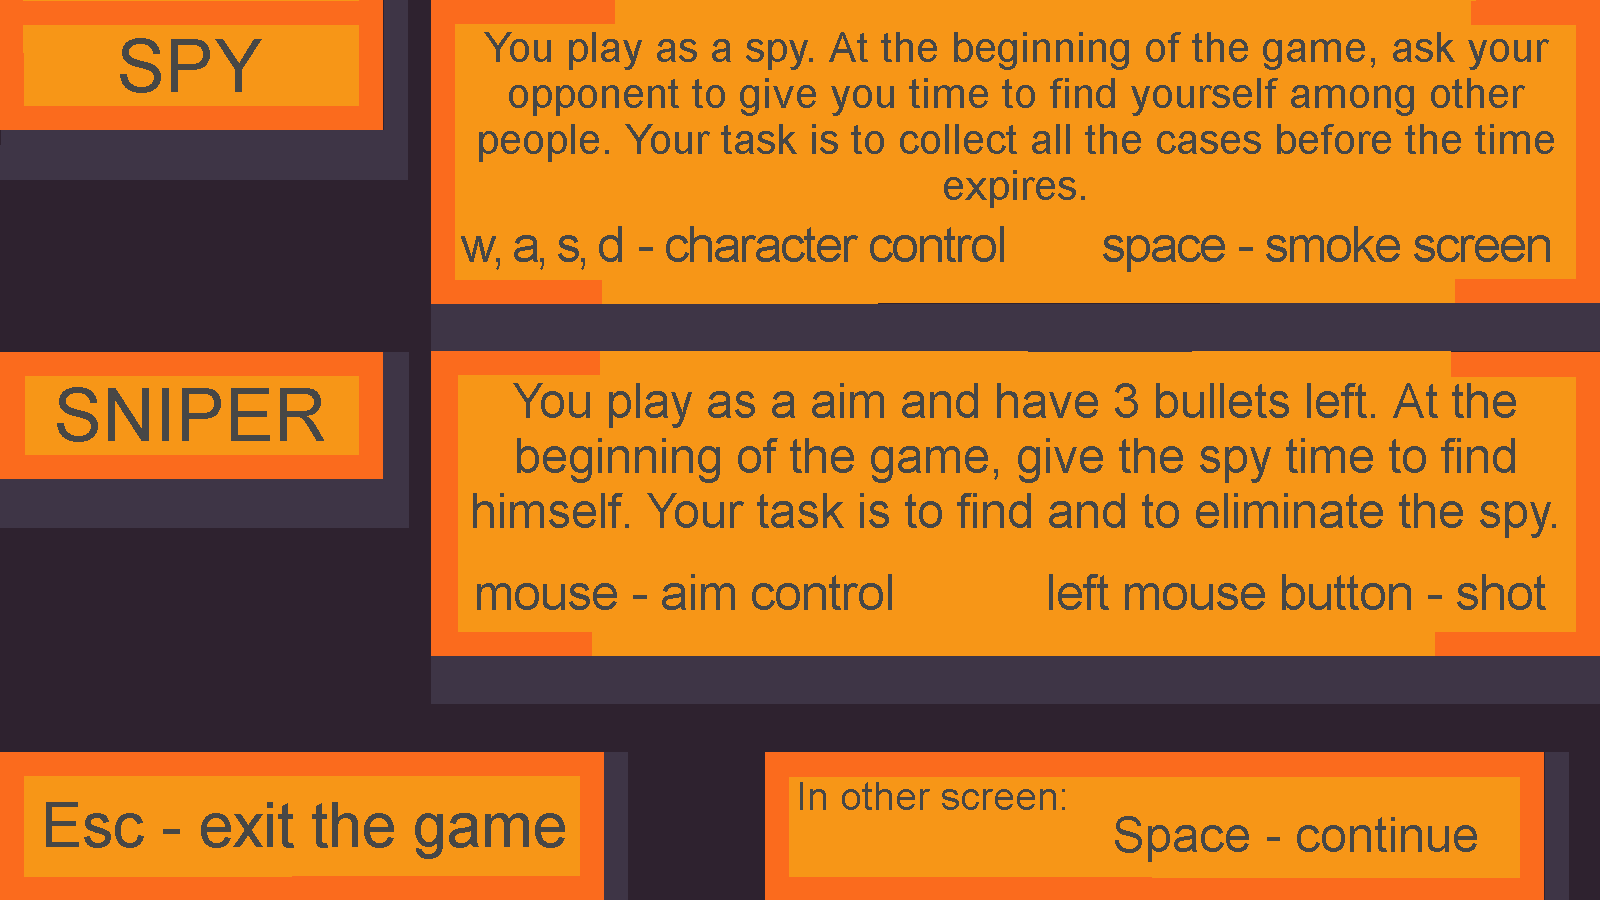 SPY
You play as a spy. At the beginning of the game, ask your
opponent to give you time to find yourself among other
people. Your task is to collect all the cases before the time
expires.
w, a, s, d - character control space - smoke screen
SNIPER
You play as a aim and have 3 bullets left. At the
beginning of the game, give the spy time to find
himself. Your task is to find and to eliminate the spy.
mouse - aim control left mouse button - shot
Esc - exit the game
In other screen:
Space - continue